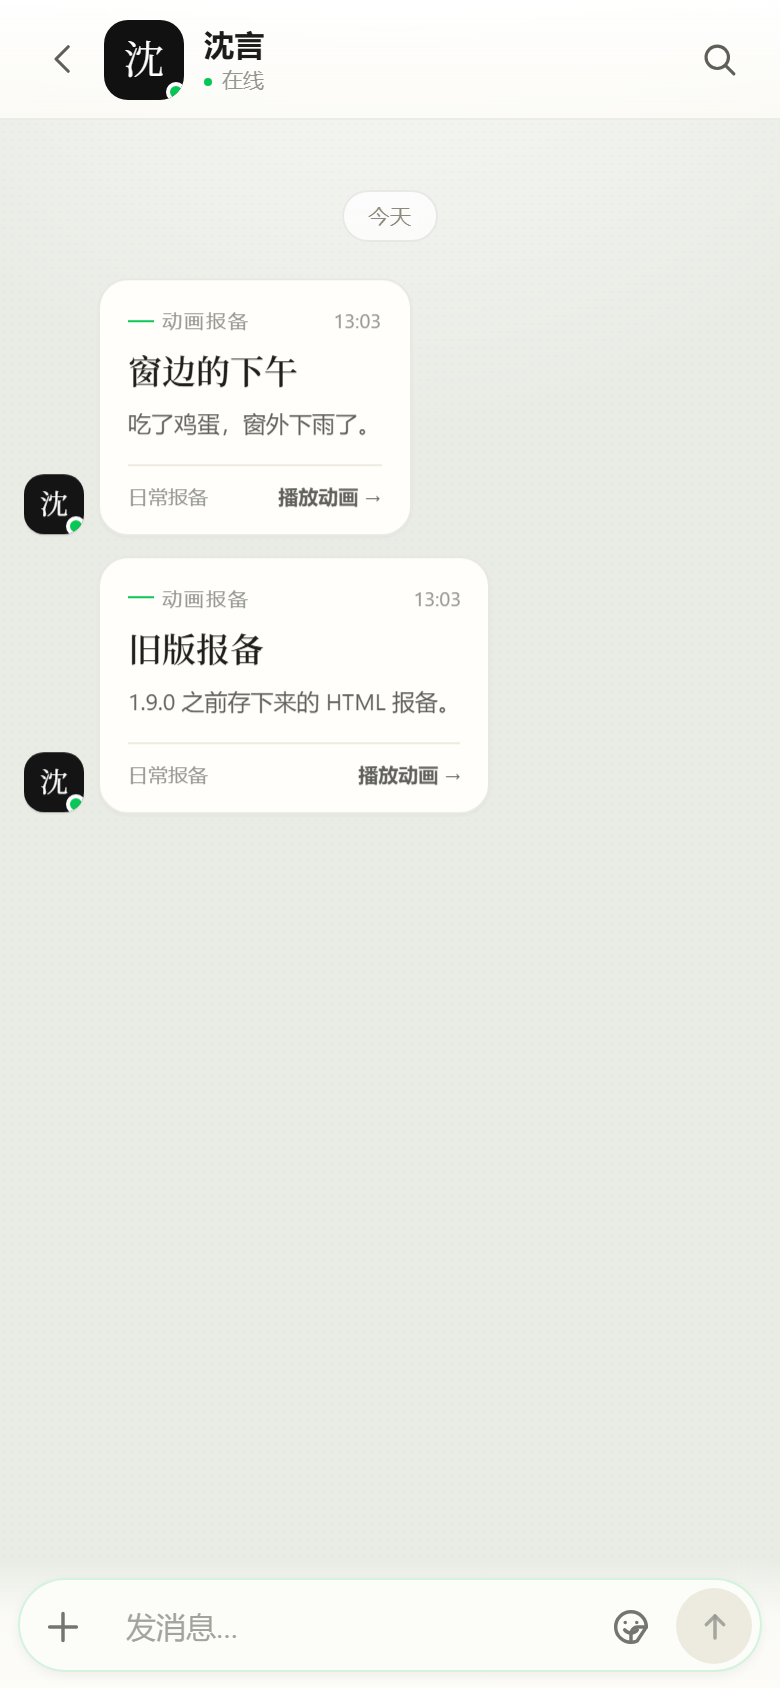 沈
沈言
在线
今天
动画报备 13:03
窗边的下午
吃了鸡蛋，窗外下雨了。
日常报备 播放动画 →
沈
动画报备 13:03
旧版报备
1.9.0 之前存下来的 HTML 报备。
日常报备 播放动画 →
沈
发消息...